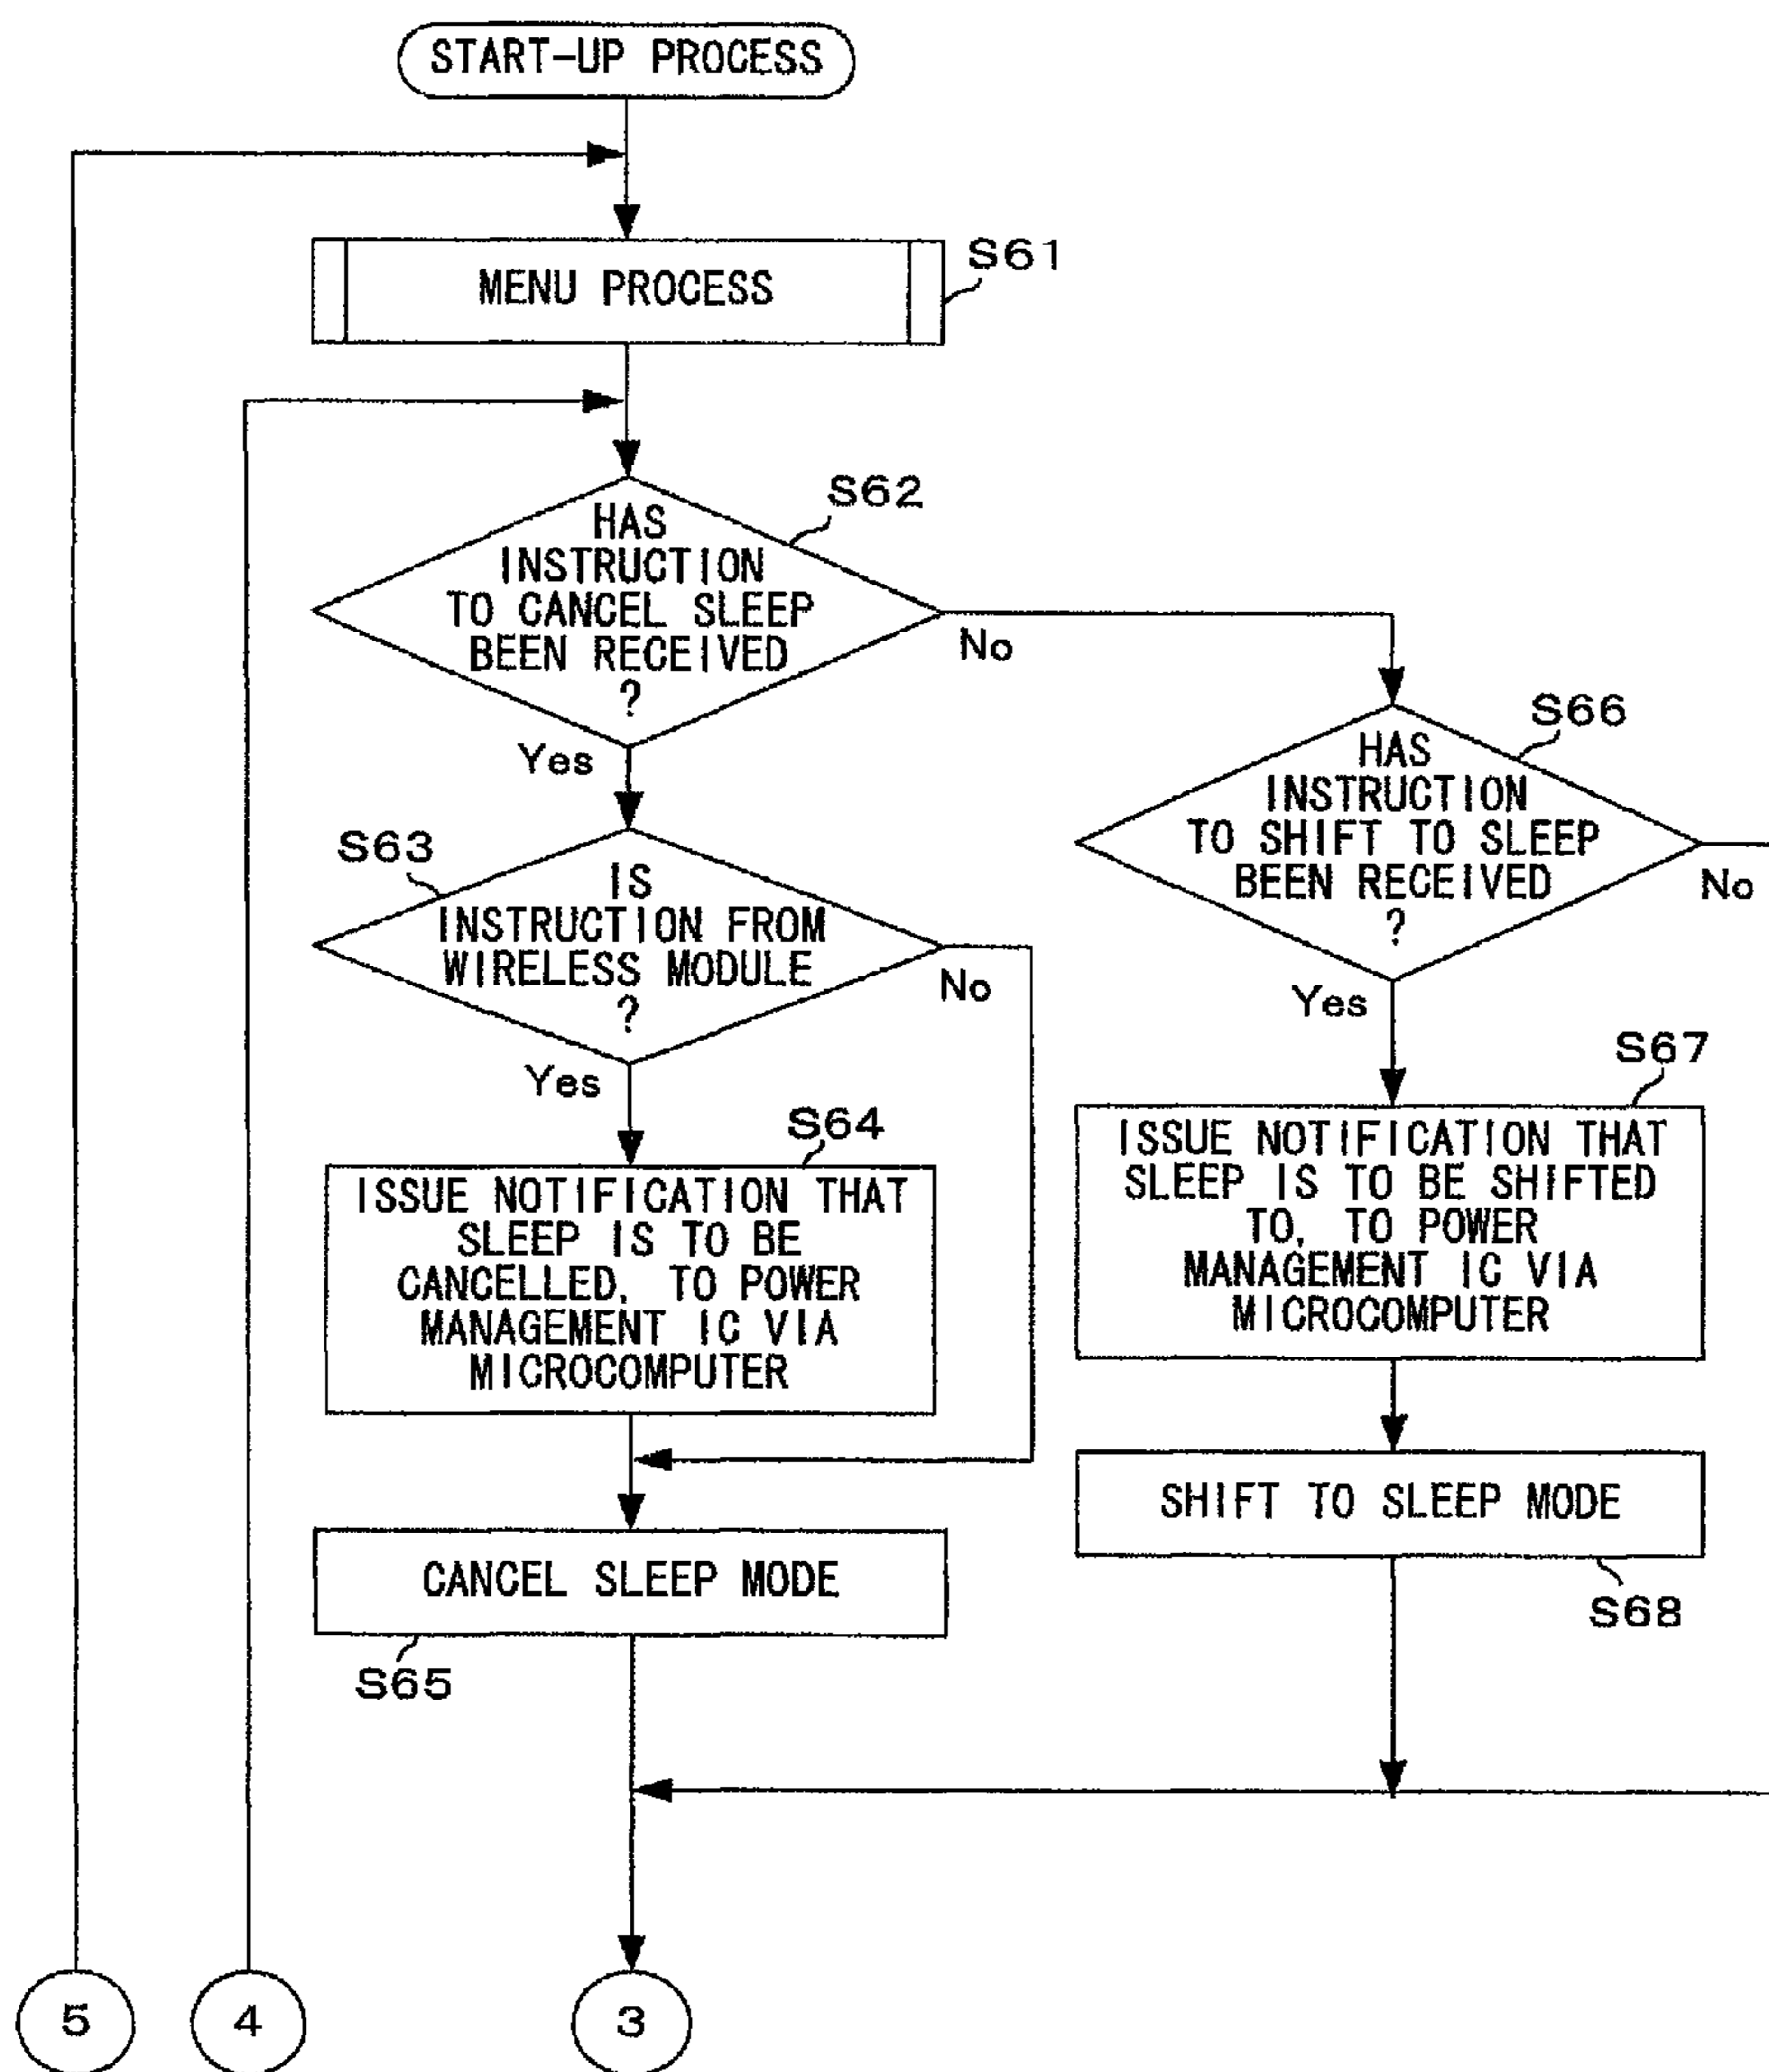 START-UP PROCESS
MENU PROCESS
S61
S62
HAS
INSTRUCTION
TO CANCEL SLEEP
BEEN RECEIVED
?
No
Yes
S66
HAS
INSTRUCTION
TO SHIFT TO SLEEP
BEEN RECEIVED
?
No
Yes
S63
IS
INSTRUCTION FROM
WIRELESS MODULE
?
No
Yes
S67
ISSUE NOTIFICATION THAT
SLEEP IS TO BE SHIFTED
TO, TO POWER
MANAGEMENT IC VIA
MICROCOMPUTER
S64
ISSUE NOTIFICATION THAT
SLEEP IS TO BE
CANCELLED, TO POWER
MANAGEMENT IC VIA
MICROCOMPUTER
SHIFT TO SLEEP MODE
S68
CANCEL SLEEP MODE
S65
5
4
3